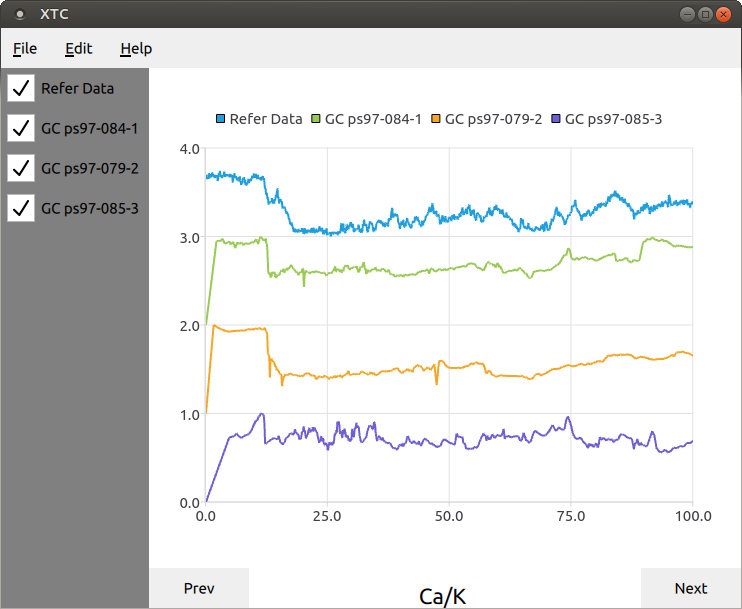 XTC
File Edit Help
Refer Data
GC ps97-084-1
GC ps97-079-2
GC ps97-085-3
Refer Data GC ps97-084-1 GC ps97-079-2 GC ps97-085-3
4.0
3.0
2.0
1.0
0.0
0.0 25.0 50.0 75.0 100.0
Prev Ca/K Next